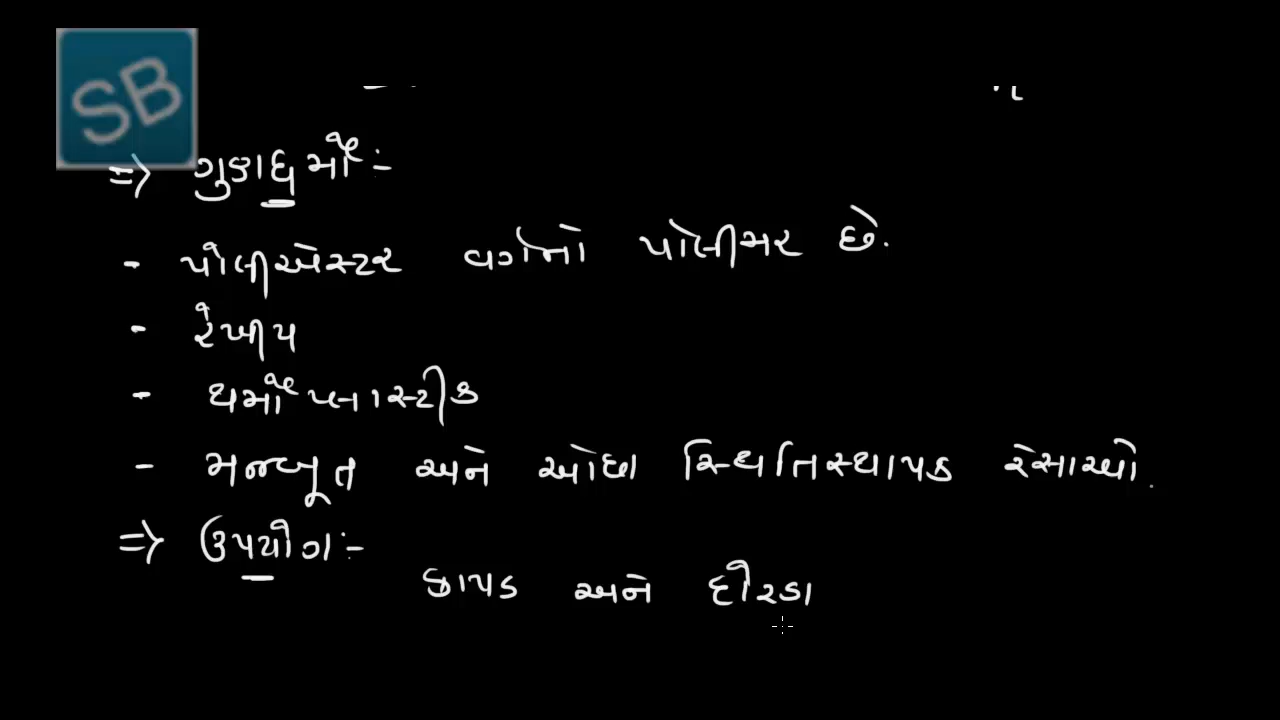 SB
⇒ ગુણધર્મો :-
- પોલીએસ્ટર વર્ગનો પોલીમર છે.
- રેખીય
- થર્મોપ્લાસ્ટીક
- મજબૂત અને ઓછા સ્થિતિસ્થાપક રેસાઓ.
⇒ ઉપયોગ :-
કાપડ અને દોરડા